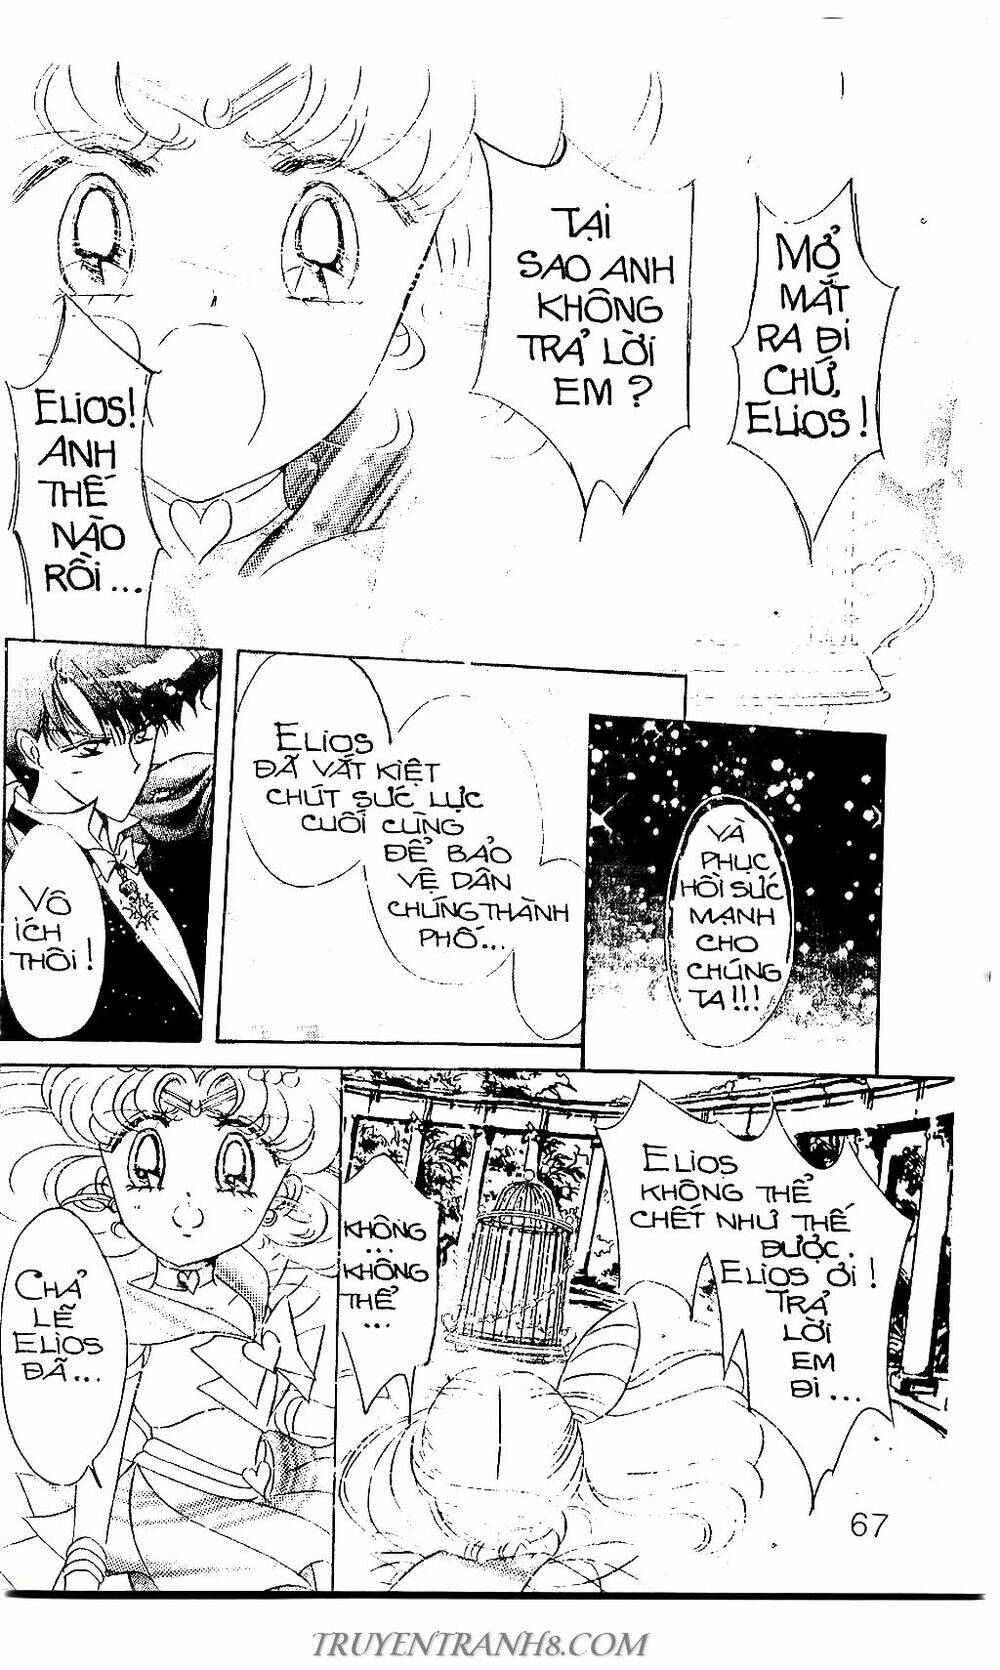 MỞ
MẮT
RA ĐI
CHỨ,
ELIOS!
TẠI
SAO ANH
KHÔNG
TRẢ LỜI
EM?
ELIOS!
ANH
THẾ
NÀO
RỒI...
VÀ
PHỤC
HỒI SỨC
MẠNH
CHO
CHÚNG
TA!!!
ELIOS
ĐÃ VẮT KIỆT
CHÚT SỨC LỰC
CUỐI CÙNG
ĐỂ BẢO
VỆ DÂN
CHÚNG THÀNH
PHỐ...
VÔ
ÍCH
THÔI!
ELIOS
KHÔNG THỂ
CHẾT NHƯ THẾ
ĐƯỢC.
ELIOS ƠI!
TRẢ
LỜI
EM
ĐI...
KHÔNG
...
KHÔNG
THỂ
...
CHẢ
LẼ
ELIOS
ĐÃ...
67
TRUYENTRANH8.COM